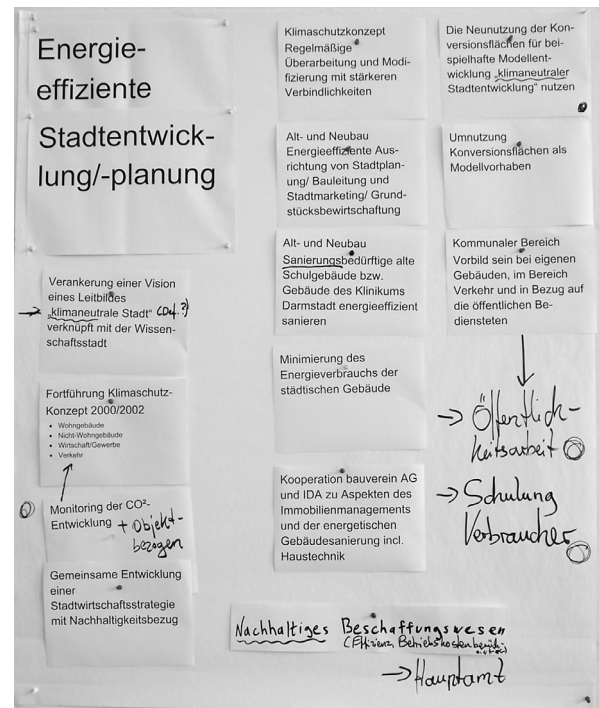 Energie-
effiziente
Stadtentwick-
lung/-planung
Verankerung einer Vision
eines Leitbildes
→ „klimaneutrale Stadt“ (Def.?)
verknüpft mit der Wissen-
schaftsstadt
Fortführung Klimaschutz-
Konzept 2000/2002
• Wohngebäude
• Nicht-Wohngebäude
• Wirtschaft/Gewerbe
• Verkehr
Monitoring der CO²-
Entwicklung + Objekt-
bezogen
Gemeinsame Entwicklung
einer
Stadtwirtschaftsstrategie
mit Nachhaltigkeitsbezug
Klimaschutzkonzept
Regelmäßige
Überarbeitung und Modi-
fizierung mit stärkeren
Verbindlichkeiten
Alt- und Neubau
Energieeffiziente Aus-
richtung von Stadtplan-
ung/ Bauleitung und
Stadtmarketing/ Grund-
stücksbewirtschaftung
Alt- und Neubau
Sanierungsbedürftige alte
Schulgebäude bzw.
Gebäude des Klinikums
Darmstadt energieeffizient
sanieren
Minimierung des
Energieverbrauchs der
städtischen Gebäude
Kooperation bauverein AG
und IDA zu Aspekten des
Immobilienmanagements
und der energetischen
Gebäudesanierung incl.
Haustechnik
Die Neunutzung der Kon-
versionsflächen für bei-
spielhafte Modellent-
wicklung „klimaneutraler
Stadtentwicklung“ nutzen
Umnutzung
Konversionsflächen als
Modellvorhaben
Kommunaler Bereich
Vorbild sein bei eigenen
Gebäuden, im Bereich
Verkehr und in Bezug auf
die öffentlichen Be-
diensteten
→ Öffentlich-
keitsarbeit
→ Schulung
Verbraucher
Nachhaltiges Beschaffungswesen
(Effizienz, Betriebskosten
→ Hauptamt